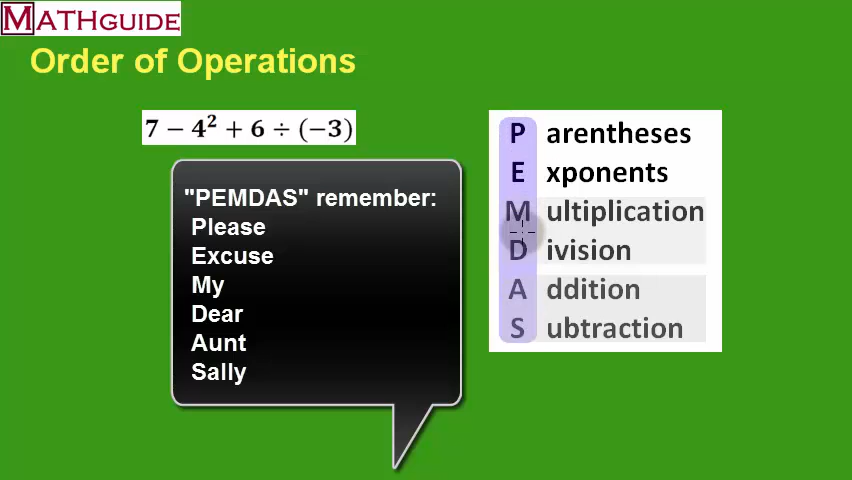 MATHGUIDE
Order of Operations
7 − 4² + 6 ÷ (−3)
"PEMDAS" remember:
Please
Excuse
My
Dear
Aunt
Sally
P arentheses
E xponents
M ultiplication
D ivision
A ddition
S ubtraction